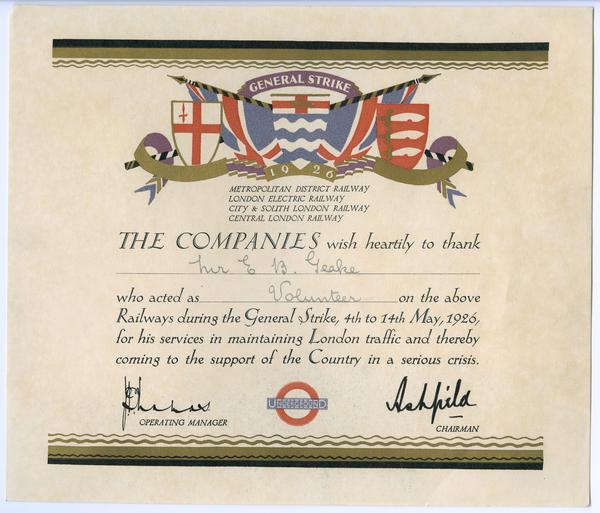 GENERAL STRIKE
1926
METROPOLITAN DISTRICT RAILWAY
LONDON ELECTRIC RAILWAY
CITY & SOUTH LONDON RAILWAY
CENTRAL LONDON RAILWAY
THE COMPANIES wish heartily to thank
Mr E B. Geake
who acted as Volunteer on the above
Railways during the General Strike, 4th to 14th May, 1926,
for his services in maintaining London traffic and thereby
coming to the support of the Country in a serious crisis.
OPERATING MANAGER
UNDERGROUND
Ashfield
CHAIRMAN